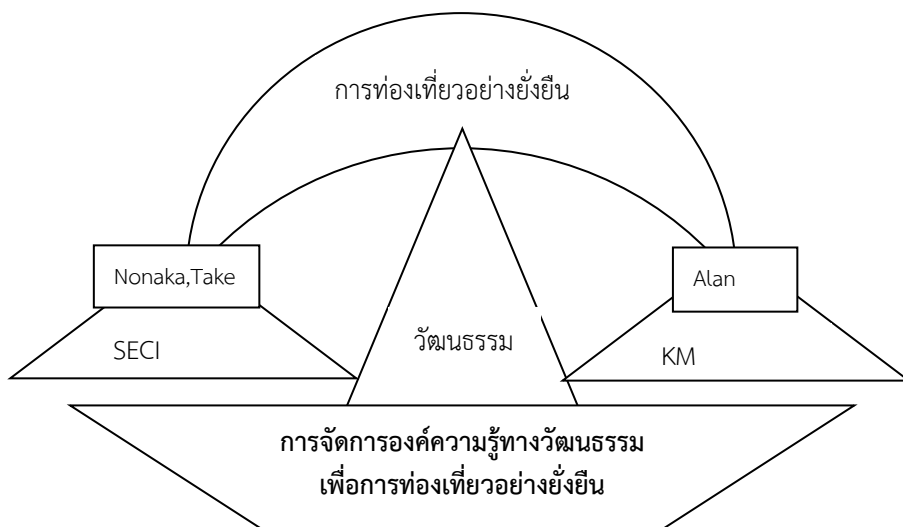 การท่องเที่ยวอย่างยั่งยืน
Nonaka,Take
Alan
SECI
วัฒนธรรม
KM
การจัดการองค์ความรู้ทางวัฒนธรรม
เพื่อการท่องเที่ยวอย่างยั่งยืน